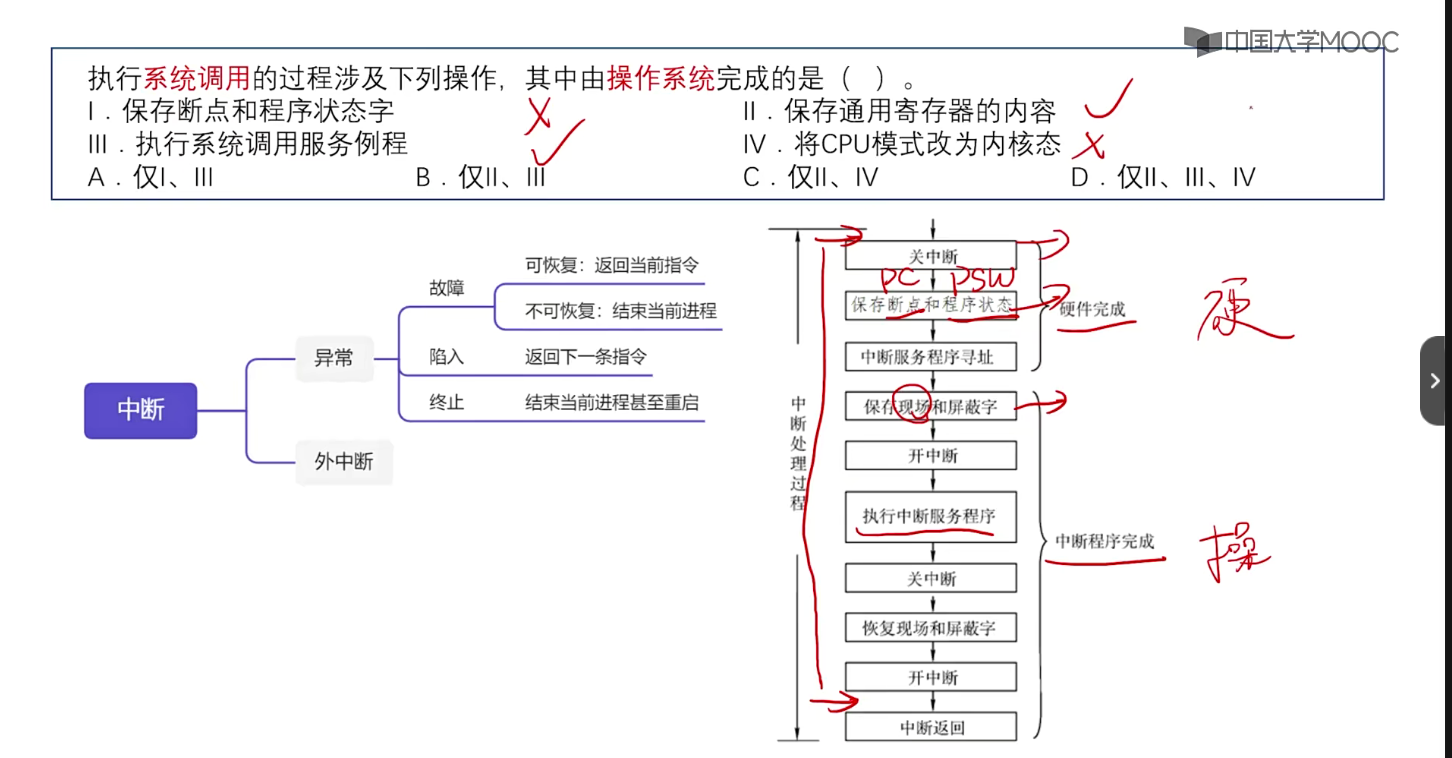 中国大学MOOC
执行系统调用的过程涉及下列操作，其中由操作系统完成的是（ ）。
I．保存断点和程序状态字 II．保存通用寄存器的内容
III．执行系统调用服务例程 IV．将CPU模式改为内核态
A．仅I、III B．仅II、III C．仅II、IV D．仅II、III、IV
中断
异常
故障
可恢复：返回当前指令
不可恢复：结束当前进程
陷入 返回下一条指令
终止 结束当前进程甚至重启
外中断
中断处理过程
关中断
PC PSW
保存断点和程序状态
中断服务程序寻址
硬件完成
硬
保存现场和屏蔽字
开中断
执行中断服务程序
关中断
恢复现场和屏蔽字
开中断
中断返回
中断程序完成
操